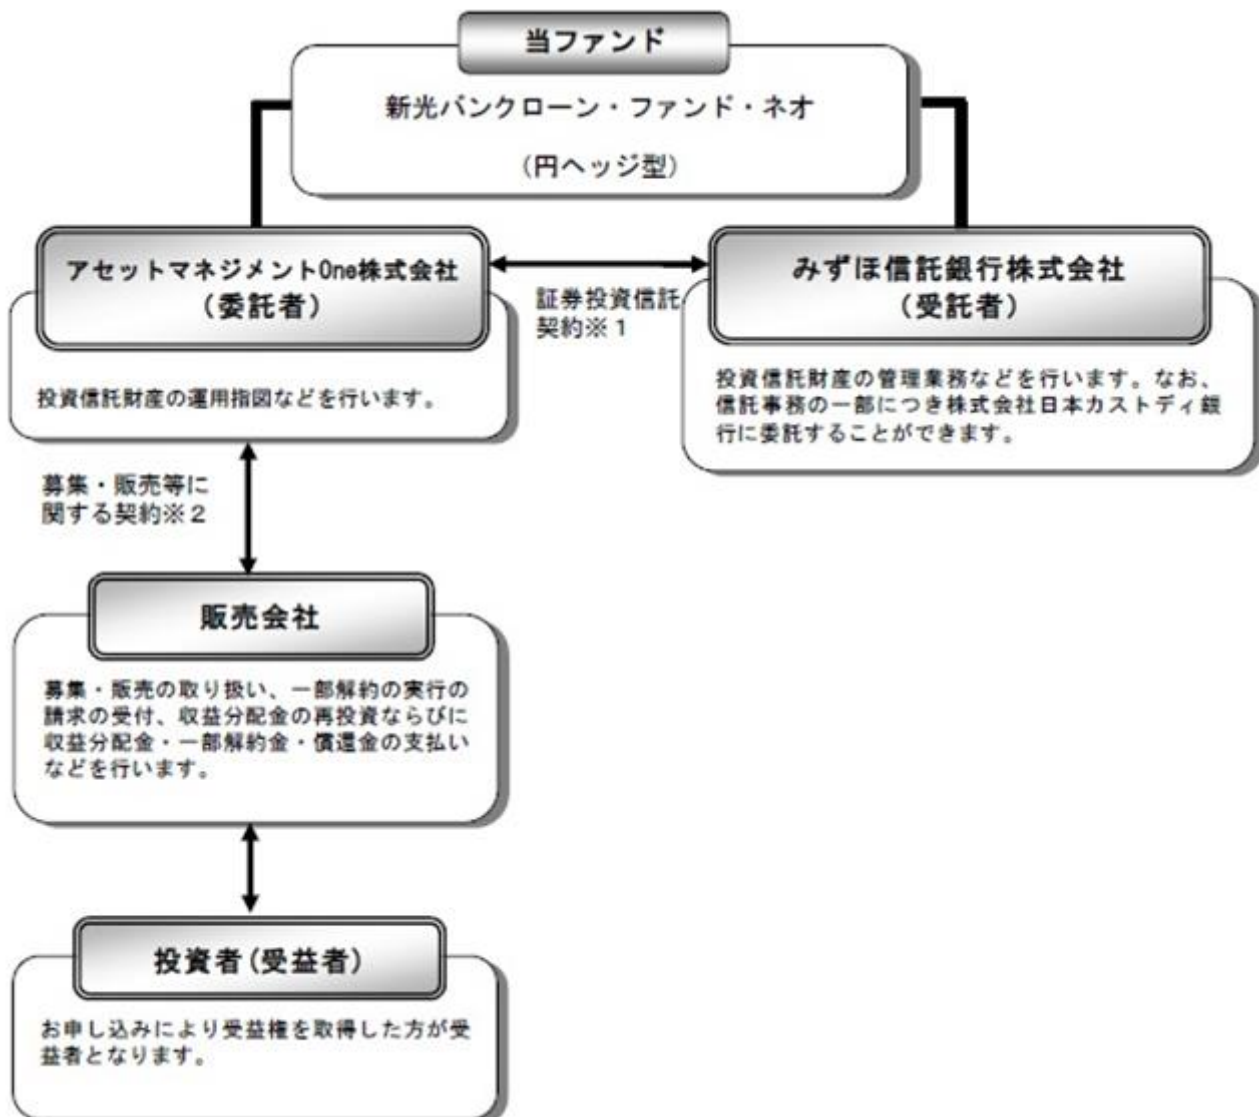 当ファンド
新光バンクローン・ファンド・ネオ
（円ヘッジ型）
アセットマネジメントOne株式会社
（委託者）
投資信託財産の運用指図などを行います。
証券投資信託
契約※１
みずほ信託銀行株式会社
（受託者）
投資信託財産の管理業務などを行います。なお、
信託事務の一部につき株式会社日本カストディ銀
行に委託することができます。
募集・販売等に
関する契約※２
販売会社
募集・販売の取り扱い、一部解約の実行の
請求の受付、収益分配金の再投資ならびに
収益分配金・一部解約金・償還金の支払い
などを行います。
投資者(受益者)
お申し込みにより受益権を取得した方が受
益者となります。